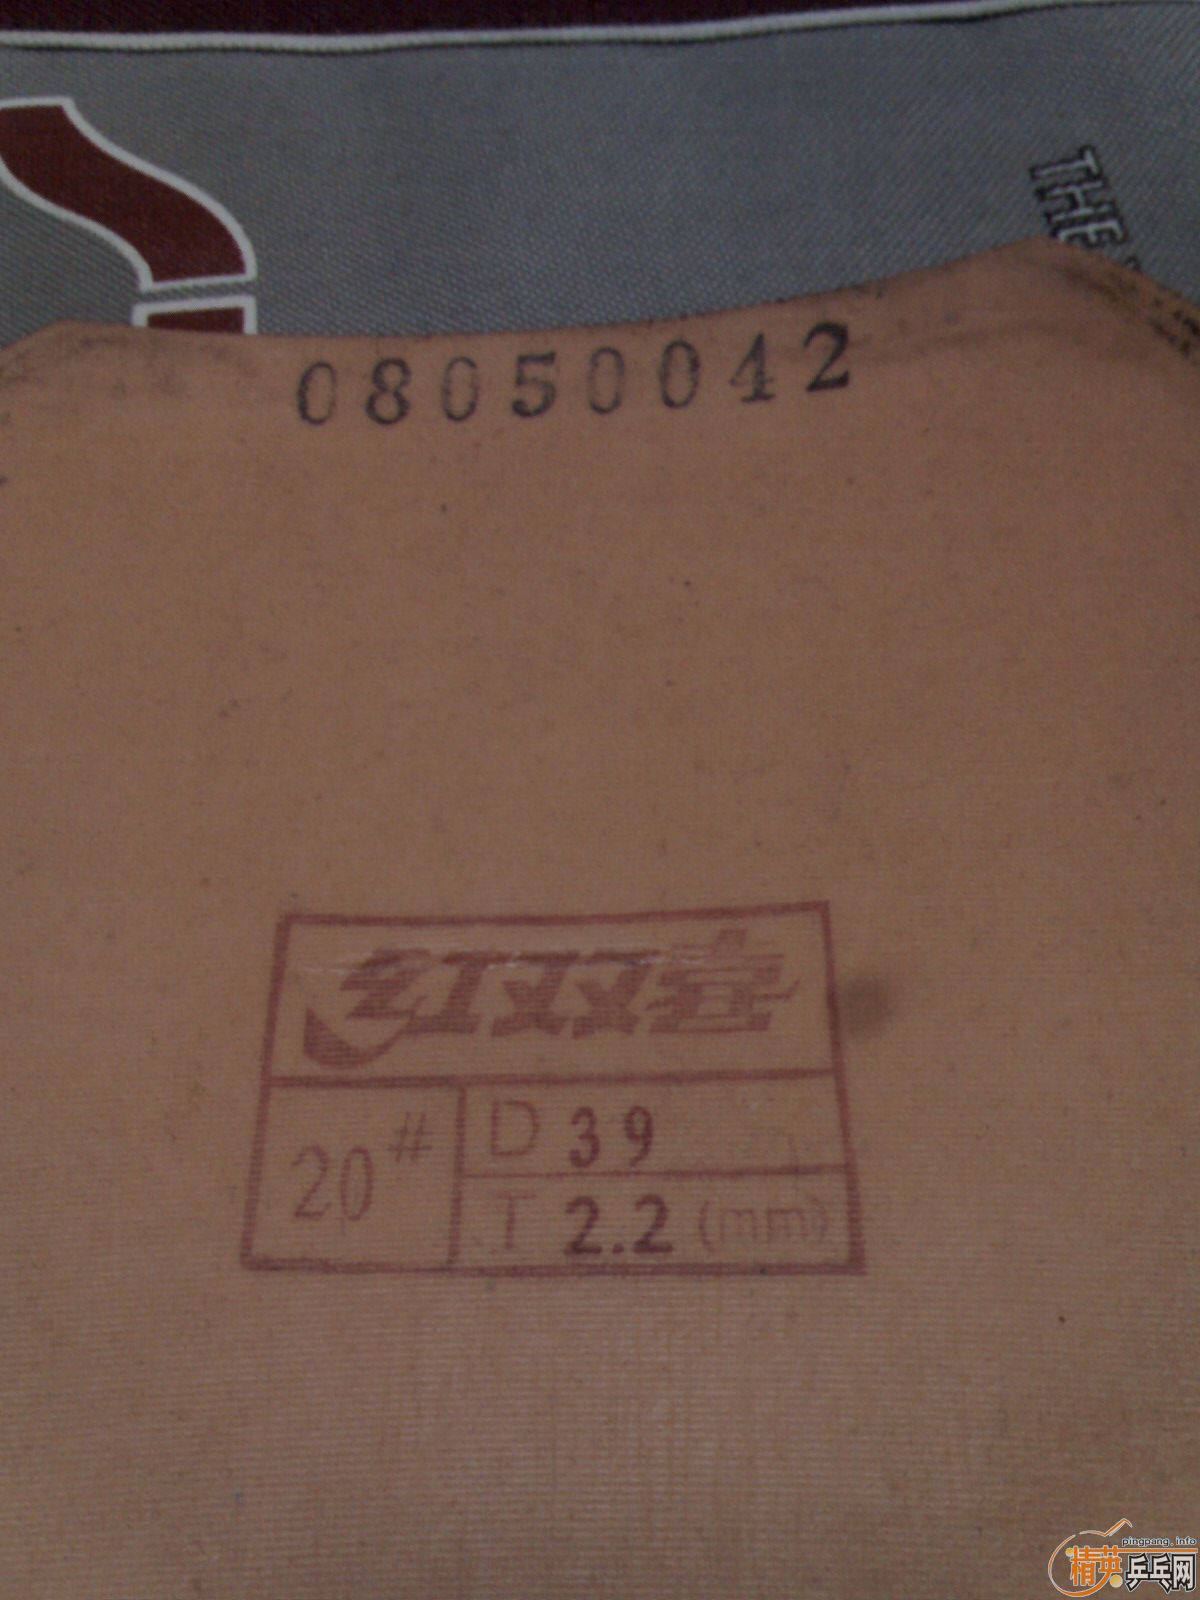 THE
08050042
红双喜
20#
D 39
T 2.2 (mm)
pingpang.info
精英乒乓网